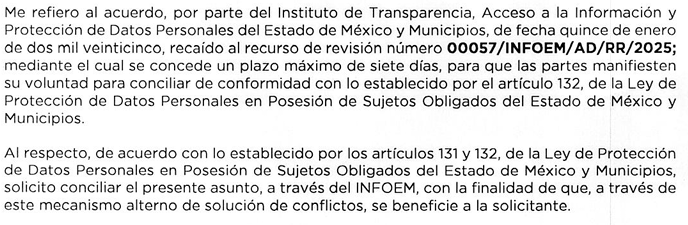 Me refiero al acuerdo, por parte del Instituto de Transparencia, Acceso a la Información y
Protección de Datos Personales del Estado de México y Municipios, de fecha quince de enero
de dos mil veinticinco, recaído al recurso de revisión número 00057/INFOEM/AD/RR/2025;
mediante el cual se concede un plazo máximo de siete días, para que las partes manifiesten
su voluntad para conciliar de conformidad con lo establecido por el artículo 132, de la Ley de
Protección de Datos Personales en Posesión de Sujetos Obligados del Estado de México y
Municipios.
Al respecto, de acuerdo con lo establecido por los artículos 131 y 132, de la Ley de Protección
de Datos Personales en Posesión de Sujetos Obligados del Estado de México y Municipios,
solicito conciliar el presente asunto, a través del INFOEM, con la finalidad de que, a través de
este mecanismo alterno de solución de conflictos, se beneficie a la solicitante.